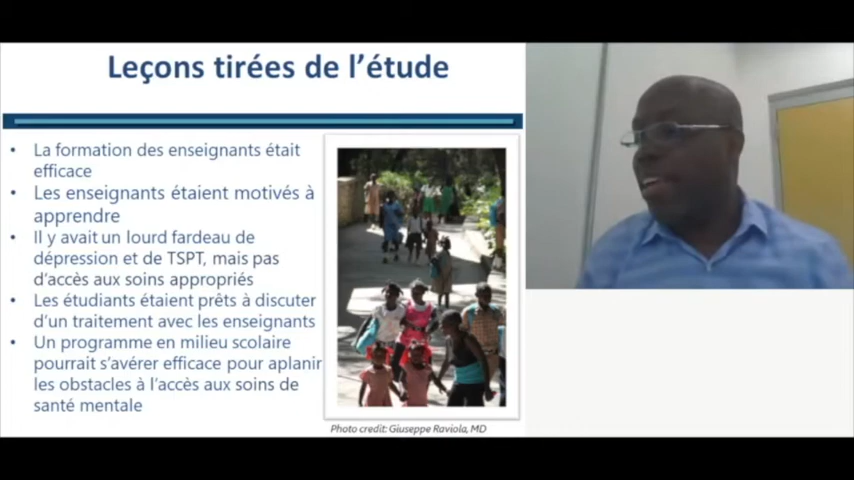 Leçons tirées de l'étude
• La formation des enseignants était
efficace
• Les enseignants étaient motivés à
apprendre
• Il y avait un lourd fardeau de
dépression et de TSPT, mais pas
d'accès aux soins appropriés
• Les étudiants étaient prêts à discuter
d'un traitement avec les enseignants
• Un programme en milieu scolaire
pourrait s'avérer efficace pour aplanir
les obstacles à l'accès aux soins de
santé mentale
Photo credit: Giuseppe Raviola, MD